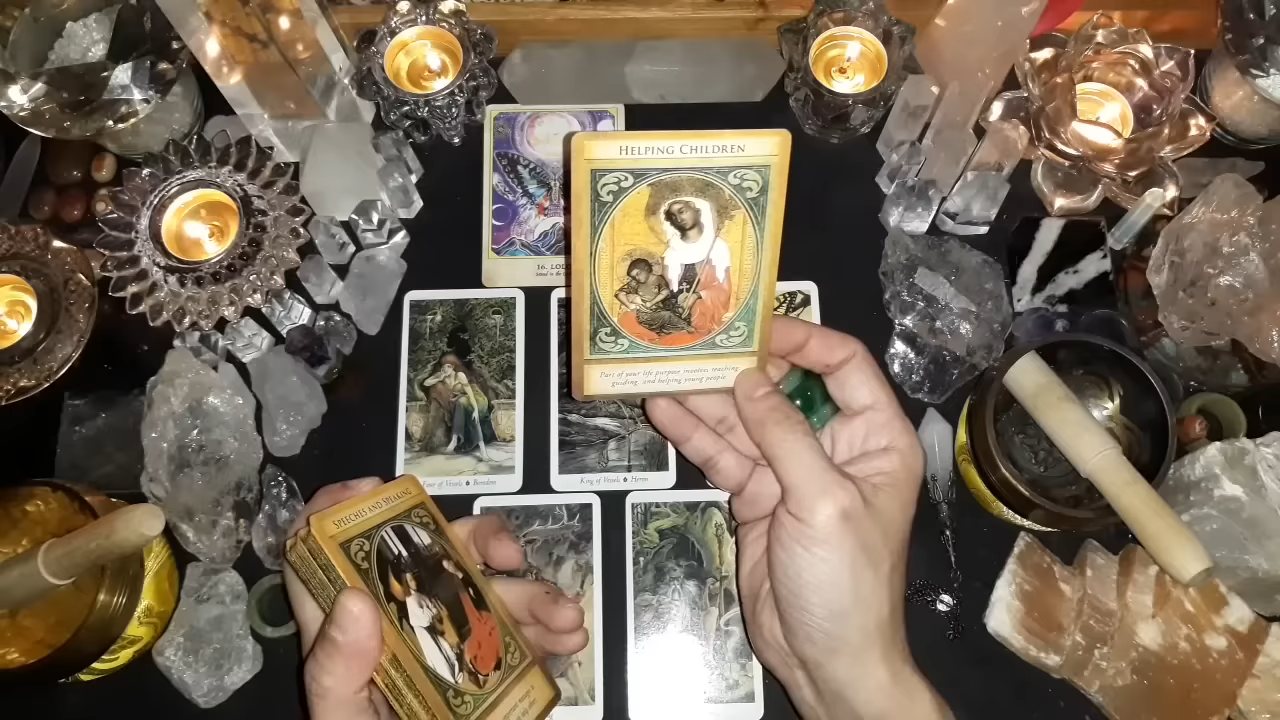 HELPING CHILDREN
Part of your life purpose involves teaching,
guiding, and helping young people
16.
Four of Vessels Boredom
King of Vessels Heron
SPEECHES AND SPEAKING